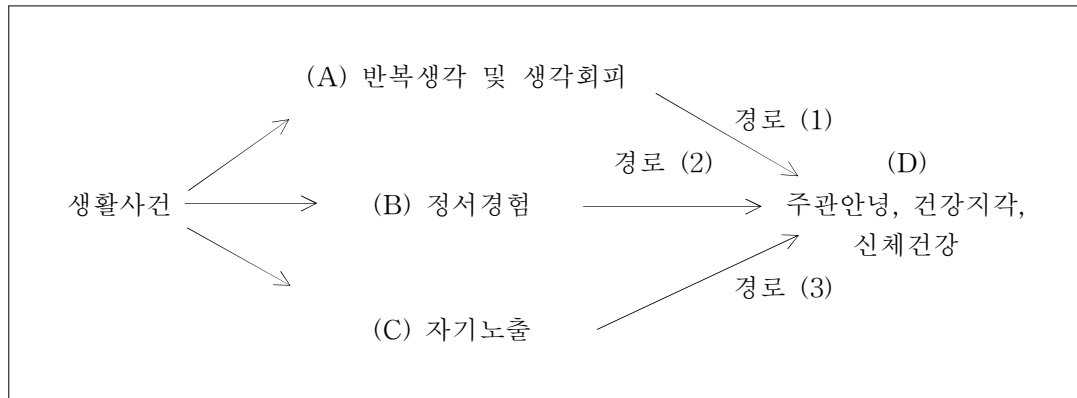 (A) 반복생각 및 생각회피
경로 (1)
경로 (2)
(D)
생활사건
(B) 정서경험
주관안녕, 건강지각,
신체건강
경로 (3)
(C) 자기노출